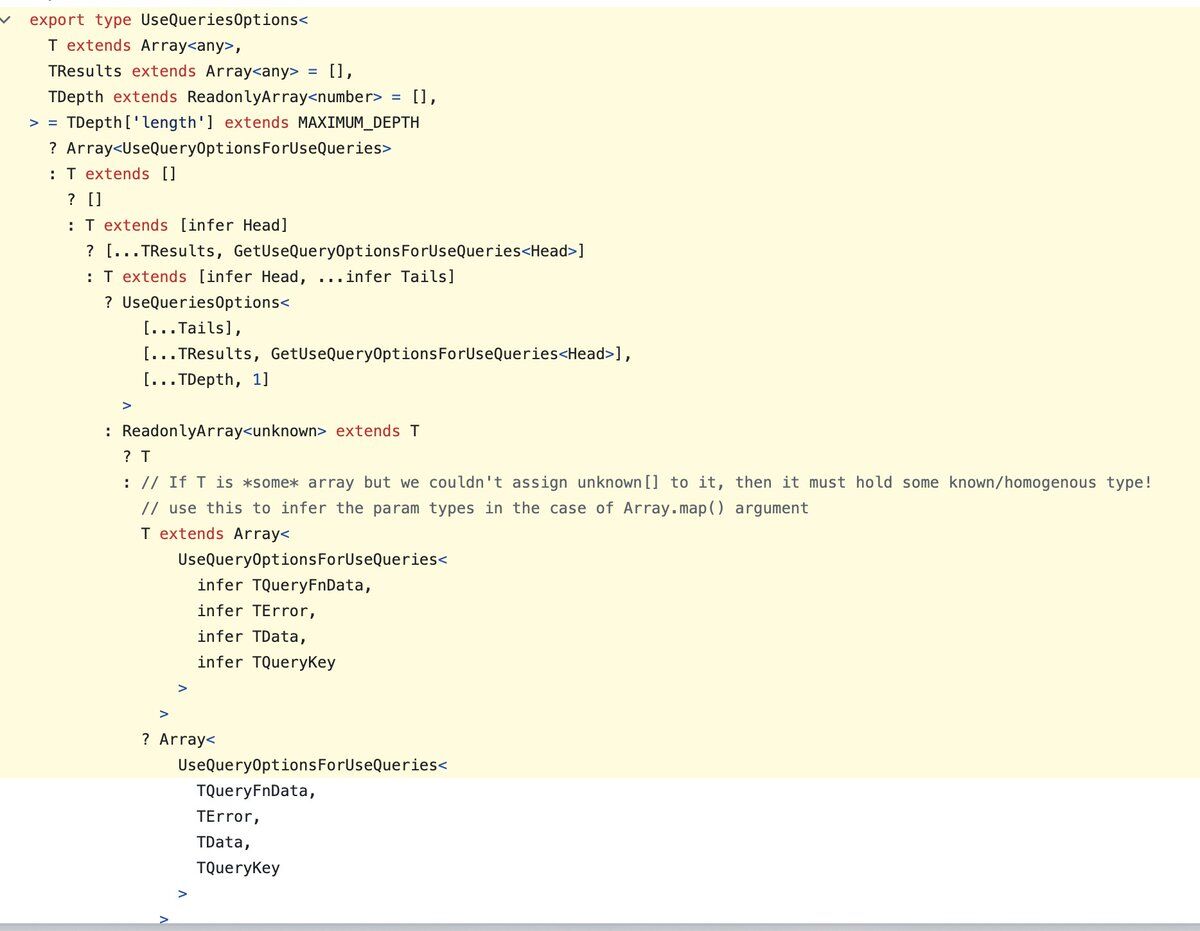 export type UseQueriesOptions<
  T extends Array<any>,
  TResults extends Array<any> = [],
  TDepth extends ReadonlyArray<number> = [],
> = TDepth['length'] extends MAXIMUM_DEPTH
  ? Array<UseQueryOptionsForUseQueries>
  : T extends []
    ? []
    : T extends [infer Head]
      ? [...TResults, GetUseQueryOptionsForUseQueries<Head>]
      : T extends [infer Head, ...infer Tails]
        ? UseQueriesOptions<
            [...Tails],
            [...TResults, GetUseQueryOptionsForUseQueries<Head>],
            [...TDepth, 1]
          >
        : ReadonlyArray<unknown> extends T
          ? T
          : // If T is *some* array but we couldn't assign unknown[] to it, then it must hold some known/homogenous type!
            // use this to infer the param types in the case of Array.map() argument
            T extends Array<
                UseQueryOptionsForUseQueries<
                  infer TQueryFnData,
                  infer TError,
                  infer TData,
                  infer TQueryKey
                >
              >
            ? Array<
                UseQueryOptionsForUseQueries<
                  TQueryFnData,
                  TError,
                  TData,
                  TQueryKey
                >
              >